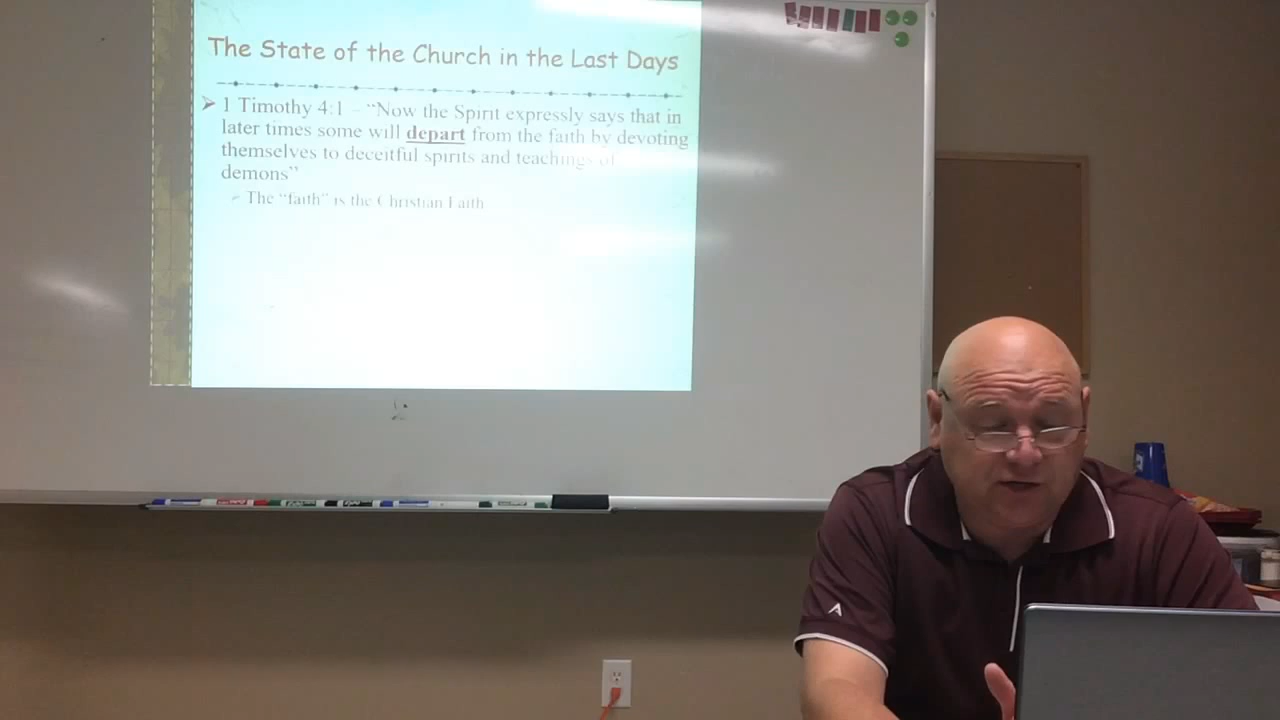 The State of the Church in the Last Days
1 Timothy 4:1 – “Now the Spirit expressly says that in
later times some will depart from the faith by devoting
themselves to deceitful spirits and teachings of
demons”
The “faith” is the Christian Faith